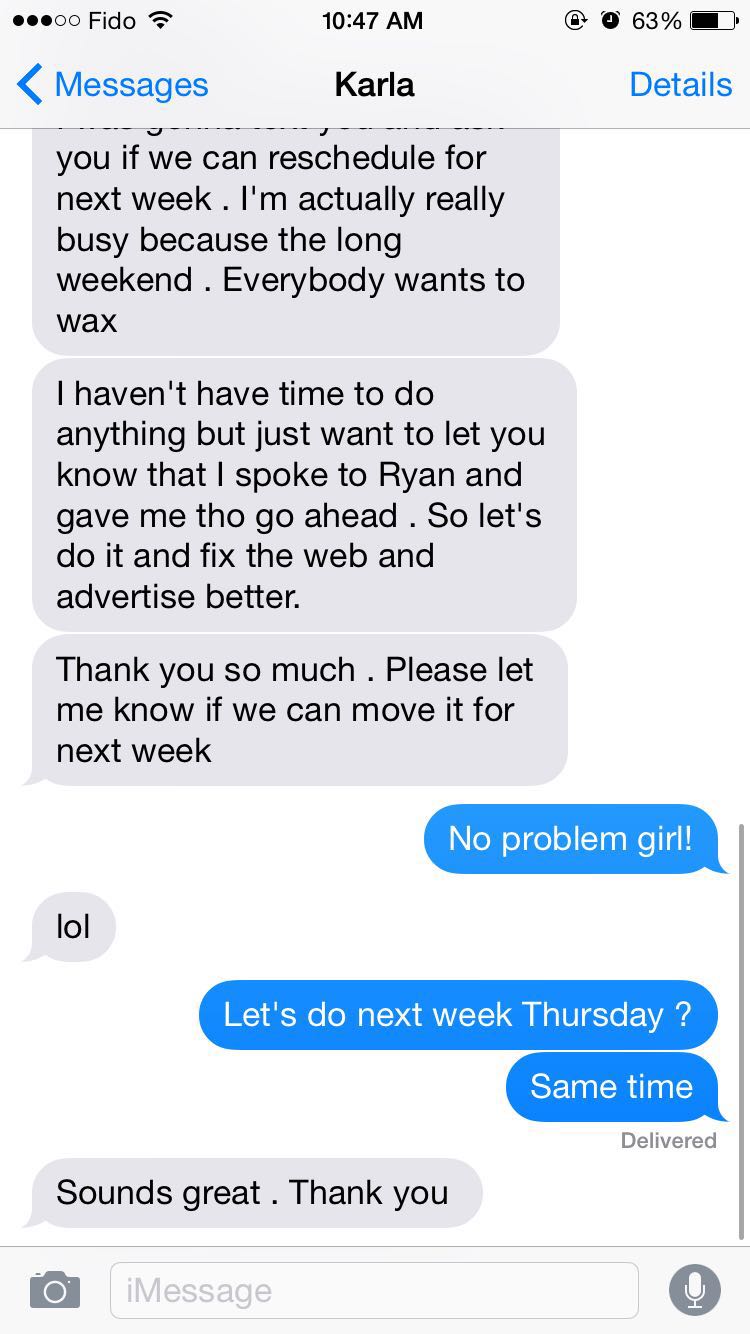 Fido
10:47 AM
63%
Messages
Karla
Details
you if we can reschedule for
next week . I'm actually really
busy because the long
weekend . Everybody wants to
wax
I haven't have time to do
anything but just want to let you
know that I spoke to Ryan and
gave me tho go ahead . So let's
do it and fix the web and
advertise better.
Thank you so much . Please let
me know if we can move it for
next week
No problem girl!
lol
Let's do next week Thursday ?
Same time
Delivered
Sounds great . Thank you
iMessage